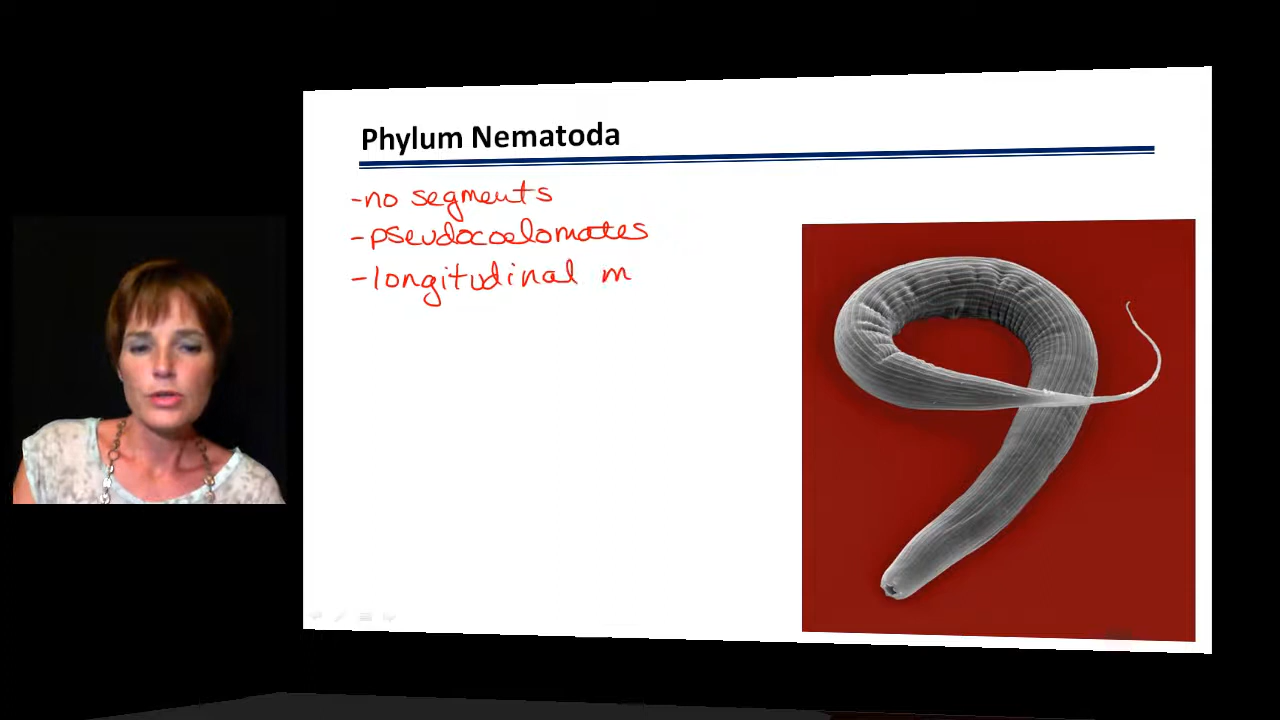 Phylum Nematoda
-no segments
-pseudocoelomates
-longitudinal m